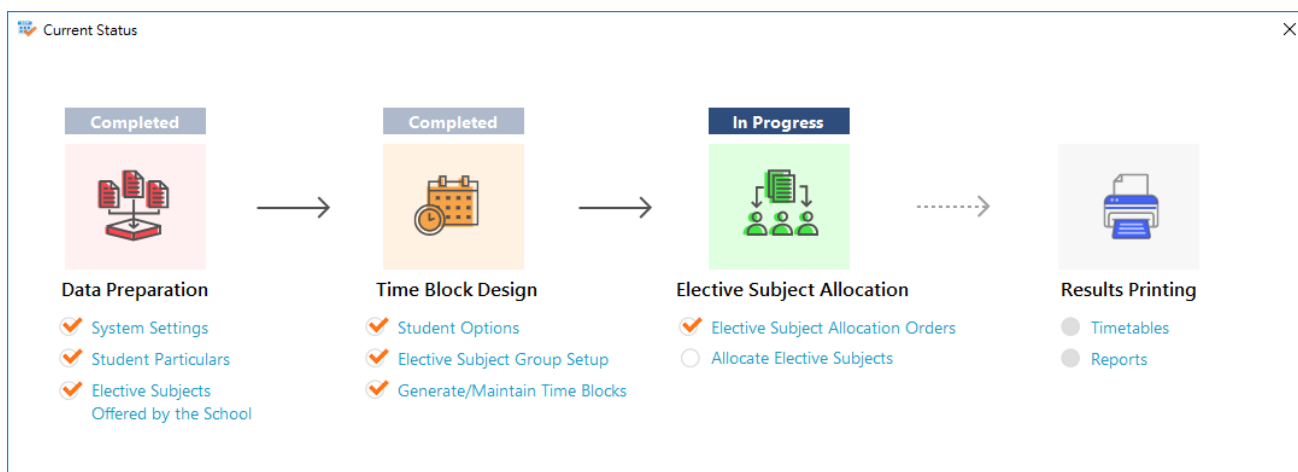 Current Status
Completed
Completed
In Progress
Data Preparation
Time Block Design
Elective Subject Allocation
Results Printing
System Settings
Student Options
Elective Subject Allocation Orders
Timetables
Student Particulars
Elective Subject Group Setup
Allocate Elective Subjects
Reports
Elective Subjects
Offered by the School
Generate/Maintain Time Blocks